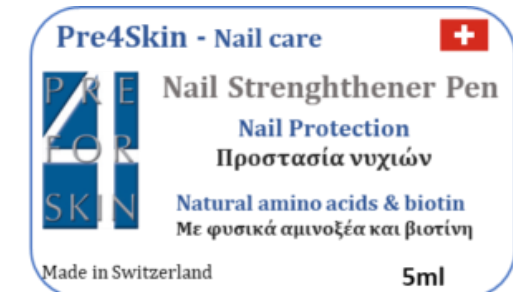 Pre4Skin - Nail care
PRE
4
FOR
SKIN
Nail Strenghthener Pen
Nail Protection
Προστασία νυχιών
Natural amino acids & biotin
Με φυσικά αμινοξέα και βιοτίνη
Made in Switzerland
5ml